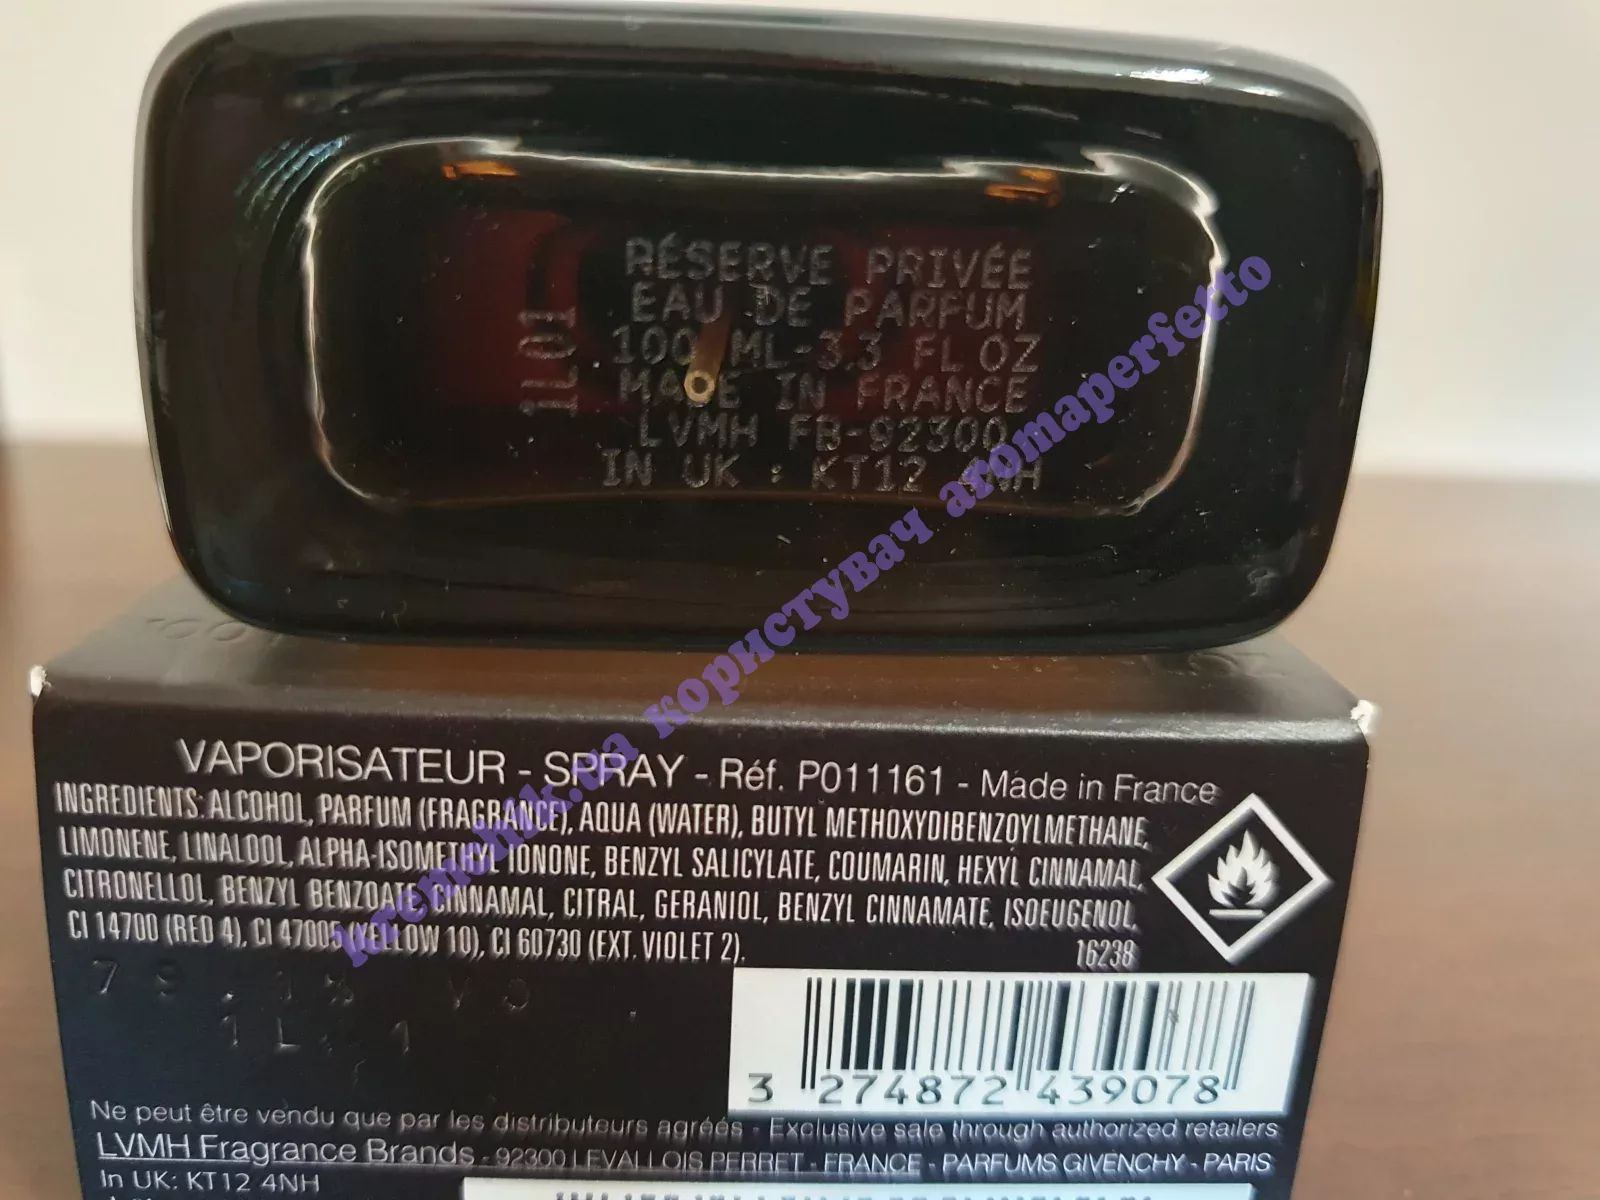 RÉSERVE PRIVÉE
EAU DE PARFUM
100 ML-3.3 FL OZ
MADE IN FRANCE
LVMH FB-92300
IN UK : KT12 4NH
1L01
kremchik.ua користувач aromaperfetto
VAPORISATEUR - SPRAY - Réf. P011161 - Made in France
INGREDIENTS: ALCOHOL, PARFUM (FRAGRANCE), AQUA (WATER), BUTYL METHOXYDIBENZOYLMETHANE,
LIMONENE, LINALOOL, ALPHA-ISOMETHYL IONONE, BENZYL SALICYLATE, COUMARIN, HEXYL CINNAMAL,
CITRONELLOL, BENZYL BENZOATE, CINNAMAL, CITRAL, GERANIOL, BENZYL CINNAMATE, ISOEUGENOL,
CI 14700 (RED 4), CI 47005 (YELLOW 10), CI 60730 (EXT. VIOLET 2). 16238
3 274872 439078
Ne peut être vendu que par les distributeurs agréés - Exclusive sale through authorized retailers
LVMH Fragrance Brands - 92300 LEVALLOIS PERRET - FRANCE - PARFUMS GIVENCHY - PARIS
In UK: KT12 4NH